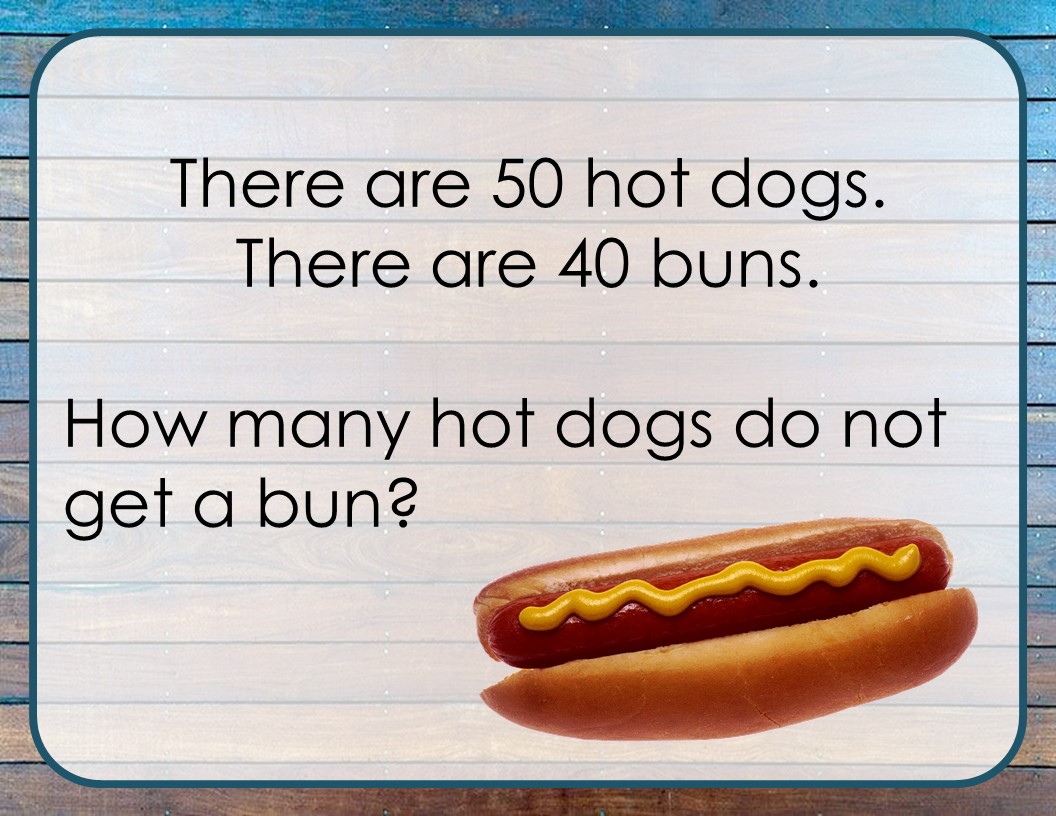 There are 50 hot dogs.
There are 40 buns.
How many hot dogs do not
get a bun?